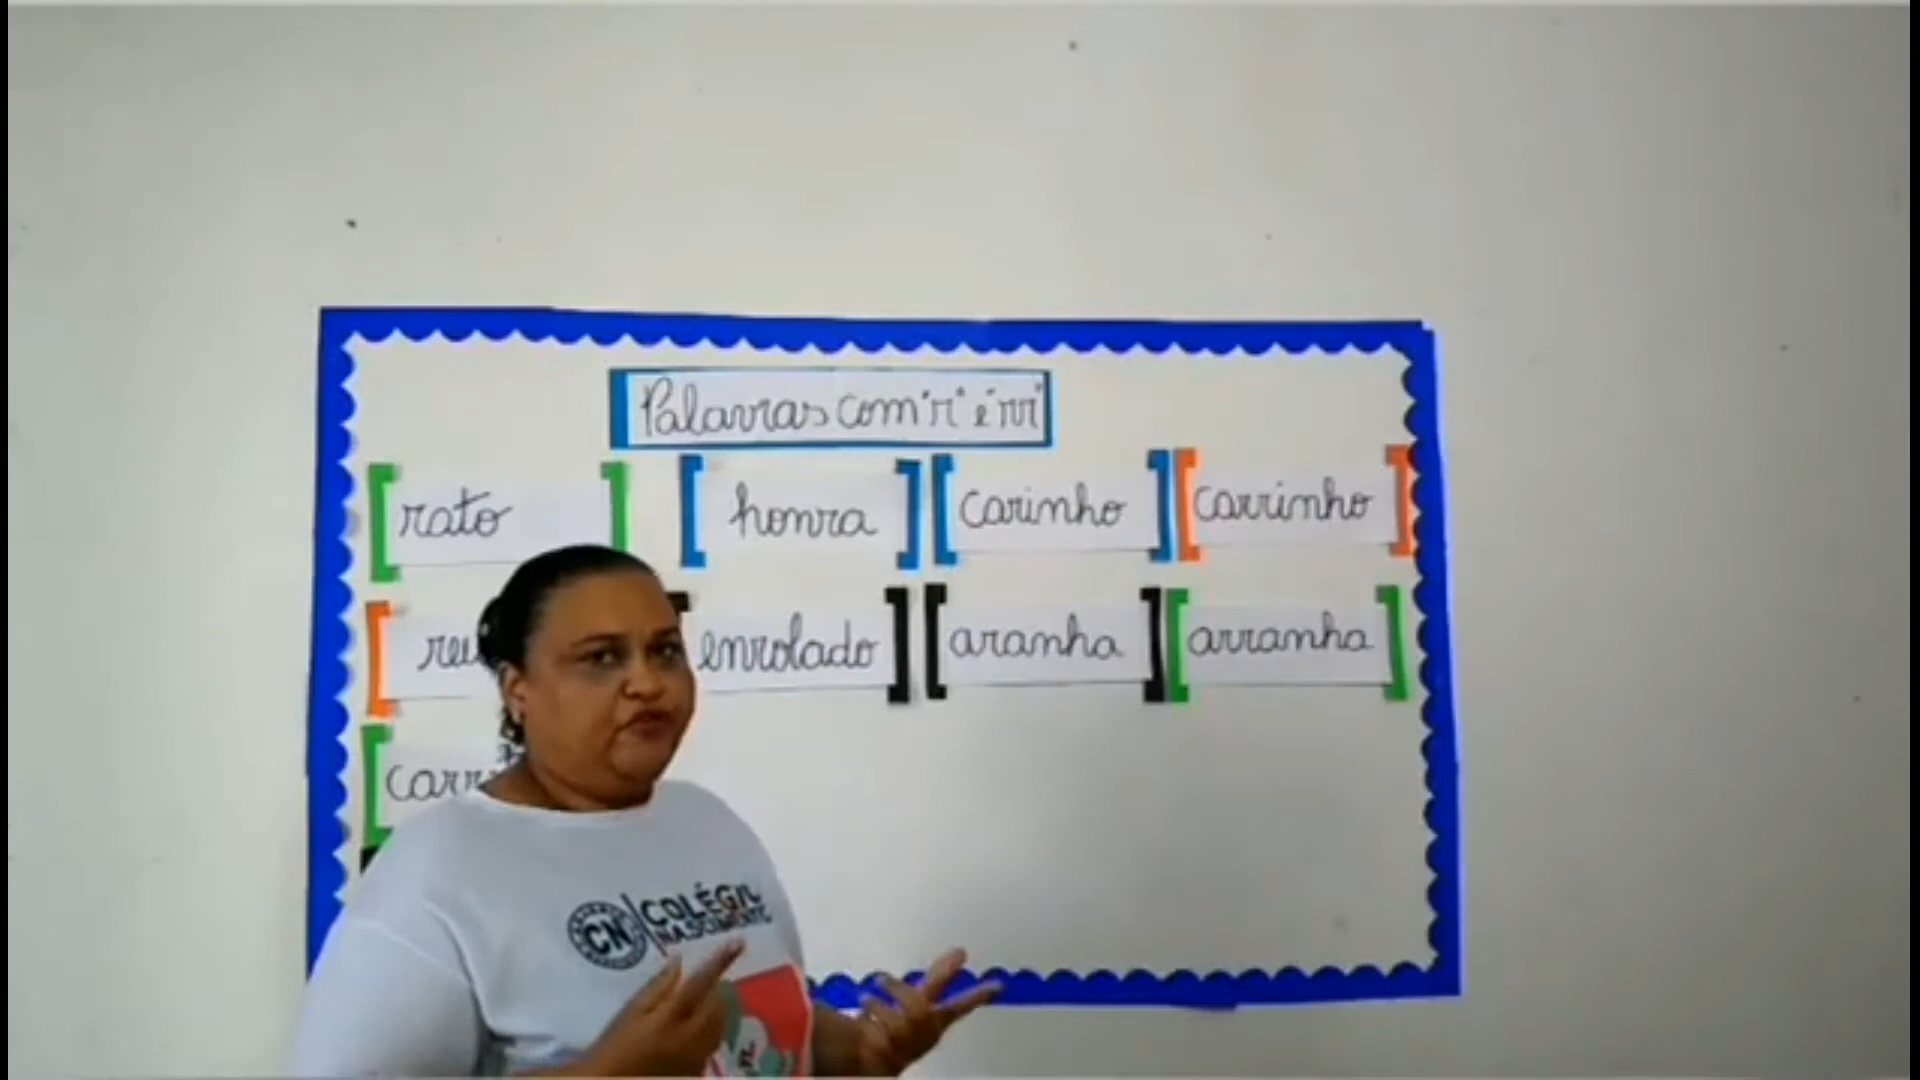 Palavras com "r" e "rr"
rato honra carinho carrinho
enrolado aranha arranha
CN COLÉGIO
NASCIMENTO